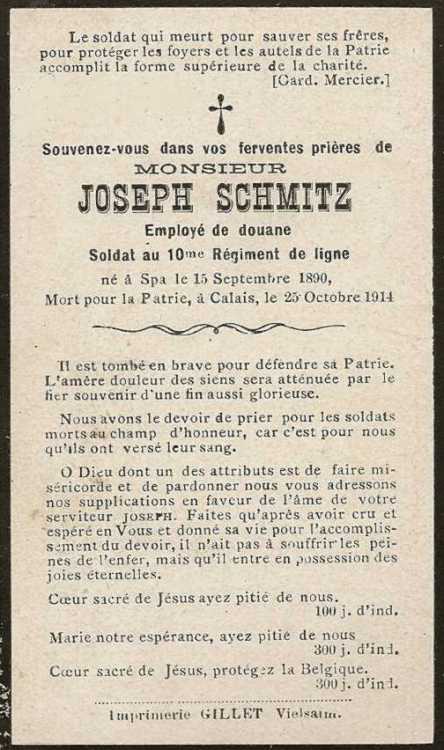 Le soldat qui meurt pour sauver ses frères,
pour protéger les foyers et les autels de la Patrie
accomplit la forme supérieure de la charité.
[Gard. Mercier.]
Souvenez-vous dans vos ferventes prières de
MONSIEUR
JOSEPH SCHMITZ
Employé de douane
Soldat au 10me Régiment de ligne
né à Spa le 15 Septembre 1890,
Mort pour la Patrie, à Calais, le 25 Octobre 1914
Il est tombé en brave pour défendre sa Patrie.
L'amère douleur des siens sera atténuée par le
fier souvenir d'une fin aussi glorieuse.
Nous avons le devoir de prier pour les soldats
morts au champ d'honneur, car c'est pour nous
qu'ils ont versé leur sang.
O Dieu dont un des attributs est de faire mi-
séricorde et de pardonner nous vous adressons
nos supplications en faveur de l'âme de votre
serviteur JOSEPH. Faites qu'après avoir cru et
espéré en Vous et donné sa vie pour l'accomplis-
sement du devoir, il n'ait pas à souffrir les pei-
nes de l'enfer, mais qu'il entre en possession des
joies éternelles.
Cœur sacré de Jésus ayez pitié de nous.
100 j. d'ind.
Marie notre espérance, ayez pitié de nous
300 j. d'ind.
Cœur sacré de Jésus, protégez la Belgique.
300 j. d'ind.
Imprimerie GILLET Vielsalm.